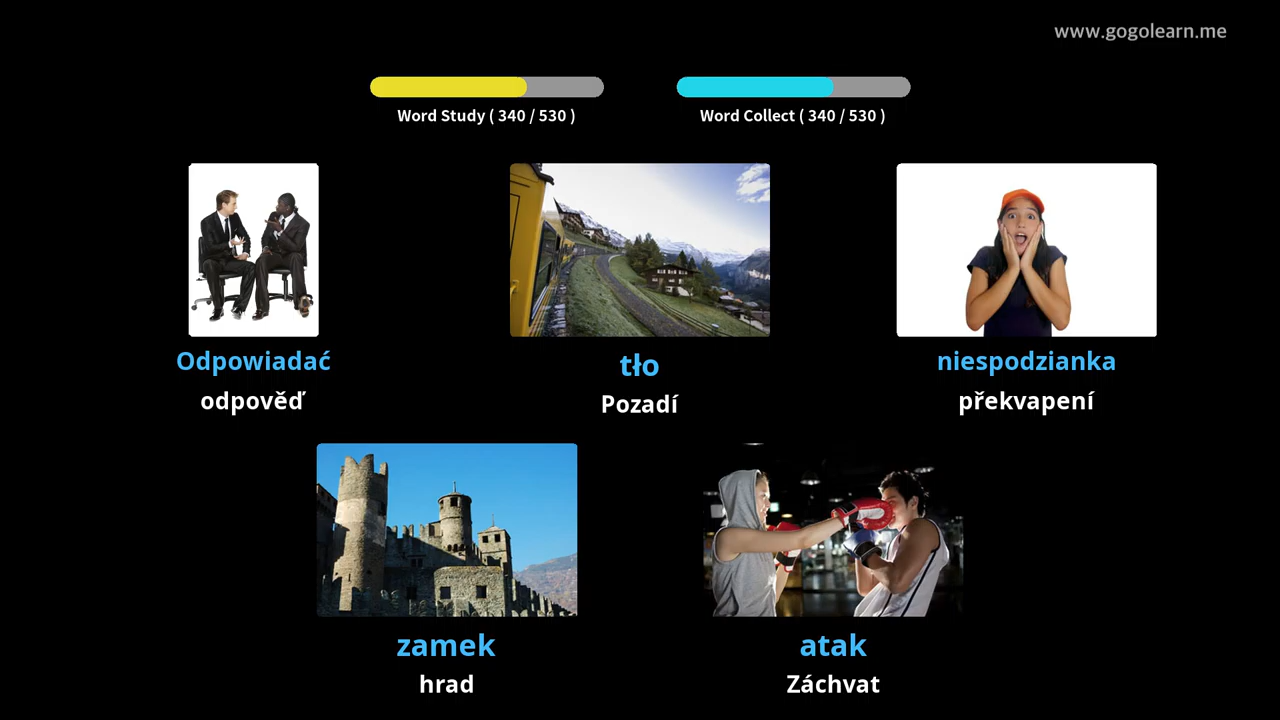 www.gogolearn.me
Word Study ( 340 / 530 )
Word Collect ( 340 / 530 )
Odpowiadać
odpověď
tło
Pozadí
niespodzianka
překvapení
zamek
hrad
atak
Záchvat